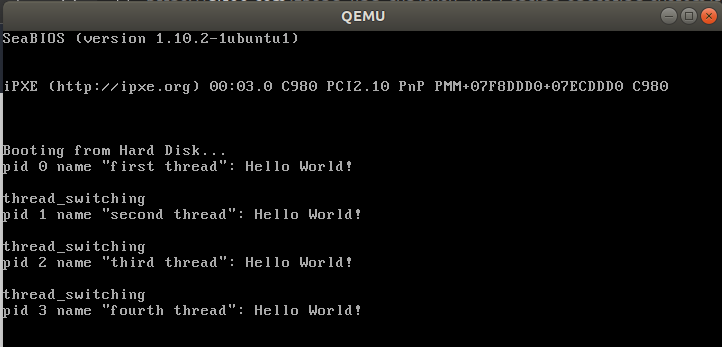 QEMU
SeaBIOS (version 1.10.2-1ubuntu1)
iPXE (http://ipxe.org) 00:03.0 C980 PCI2.10 PnP PMM+07F8DDD0+07ECDDD0 C980
Booting from Hard Disk...
pid 0 name "first thread": Hello World!
thread_switching
pid 1 name "second thread": Hello World!
thread_switching
pid 2 name "third thread": Hello World!
thread_switching
pid 3 name "fourth thread": Hello World!